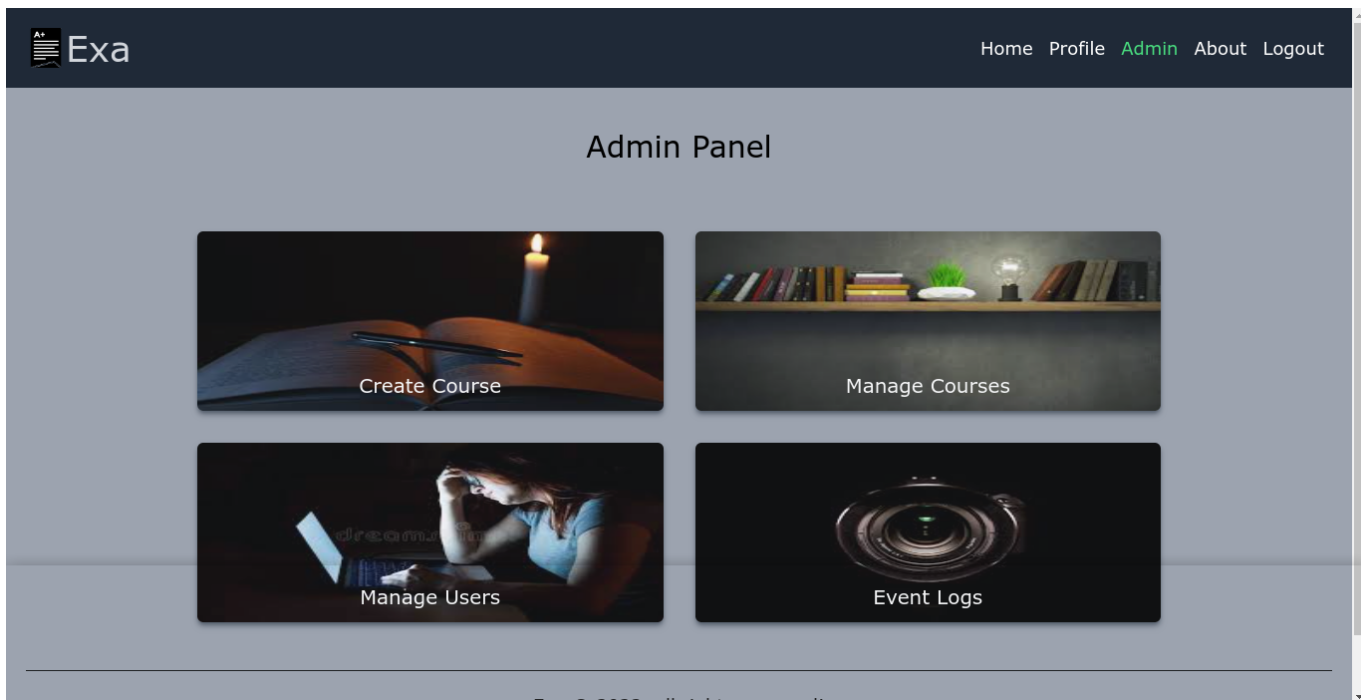 A+
Exa
Home Profile Admin About Logout
Admin Panel
Create Course
Manage Courses
Manage Users
Event Logs